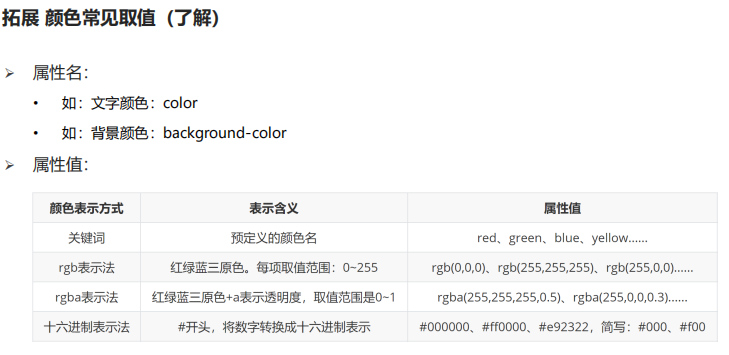 拓展 颜色常见取值（了解）
➢ 属性名：
• 如：文字颜色：color
• 如：背景颜色：background-color
➢ 属性值：
颜色表示方式 表示含义 属性值
关键词 预定义的颜色名 red、green、blue、yellow......
rgb表示法 红绿蓝三原色。每项取值范围：0~255 rgb(0,0,0)、rgb(255,255,255)、rgb(255,0,0)......
rgba表示法 红绿蓝三原色+a表示透明度，取值范围是0~1 rgba(255,255,255,0.5)、rgba(255,0,0,0.3)......
十六进制表示法 #开头，将数字转换成十六进制表示 #000000、#ff0000、#e92322，简写：#000、#f00